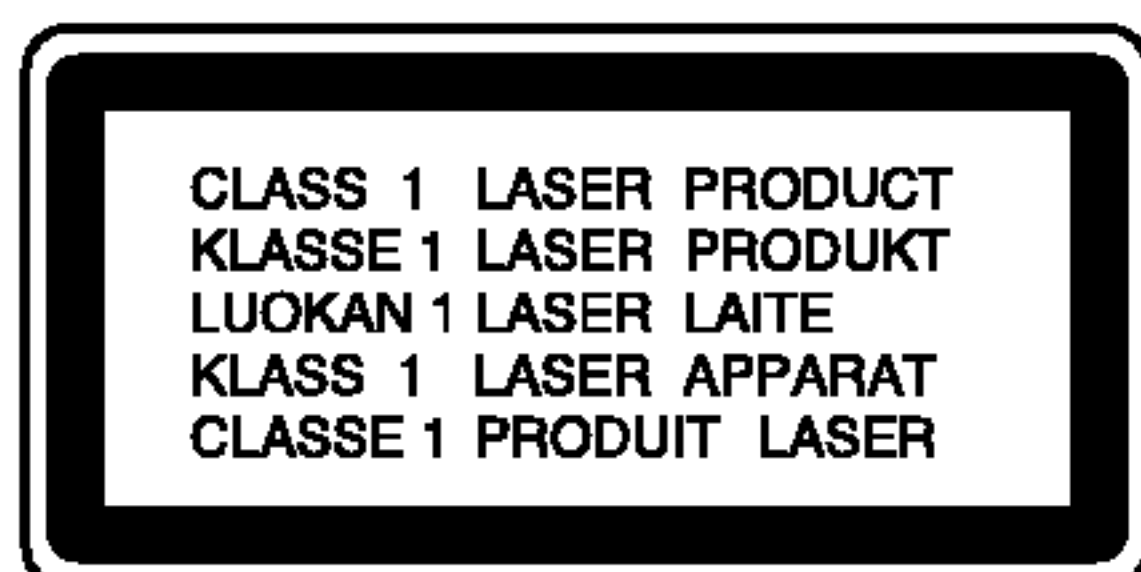 CLASS 1 LASER PRODUCT
KLASSE 1 LASER PRODUKT
LUOKAN 1 LASER LAITE
KLASS 1 LASER APPARAT
CLASSE 1 PRODUIT LASER